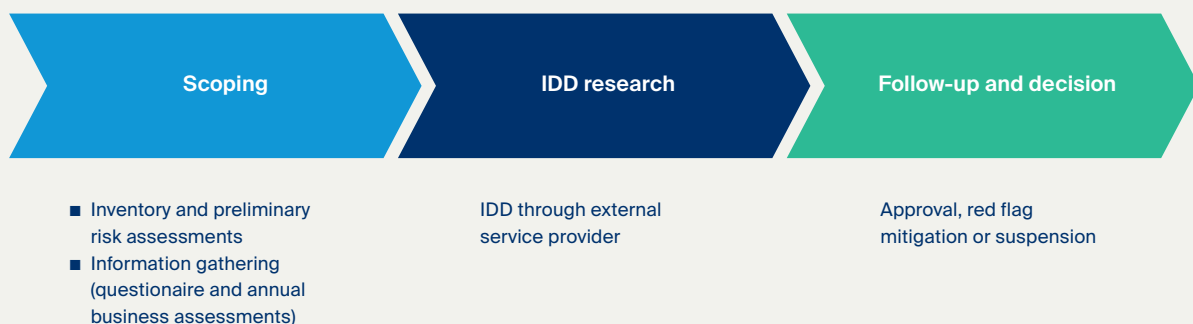 Scoping
IDD research
Follow-up and decision
■ Inventory and preliminary
risk assessments
■ Information gathering
(questionaire and annual
business assessments)
IDD through external
service provider
Approval, red flag
mitigation or suspension